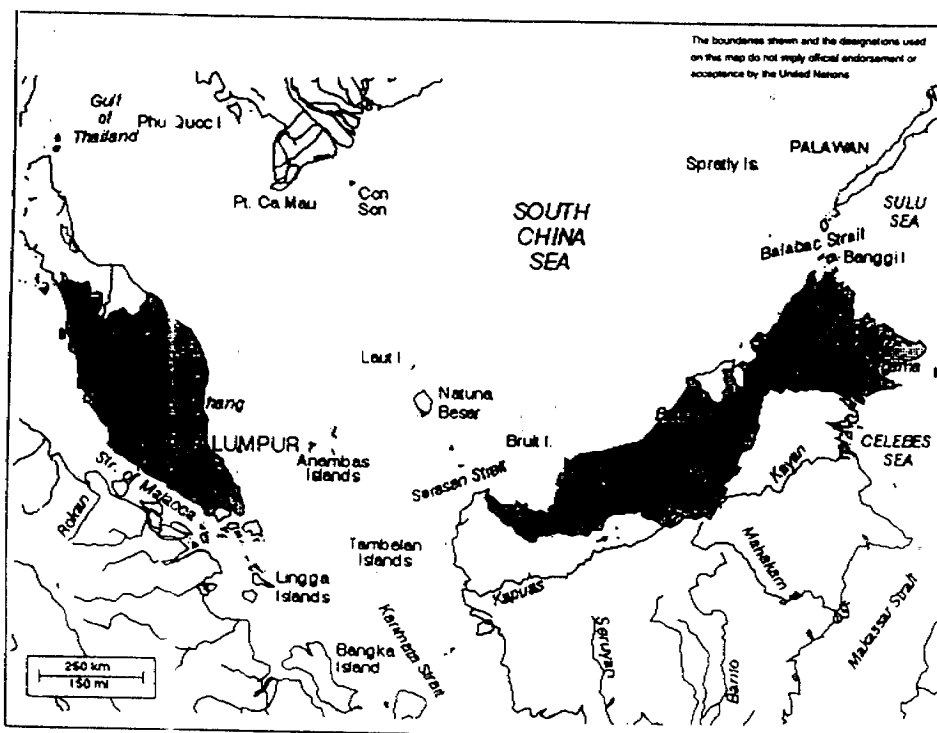 The boundaries shown and the designations used
on this map do not imply official endorsement or
acceptance by the United Nations
Gulf
of
Thailand
Phu Quoc I
Pt. Ca Mau
Con
Son
SOUTH
CHINA
SEA
Spratly Is.
PALAWAN
SULU
SEA
Balabac Strait
Banggi I
Laut I
Natuna
Besar
hang
LUMPUR
Anambas
Islands
Bruit I.
Sarasan Strait
Kayan
CELEBES
SEA
Str. of Malacca
Rokan
Tambelan
Islands
Lingga
Islands
Kapuas
Mahakam
Makassar Strait
Karimata Strait
Bangka
Island
Seruyan
Barito
250 km
150 mi